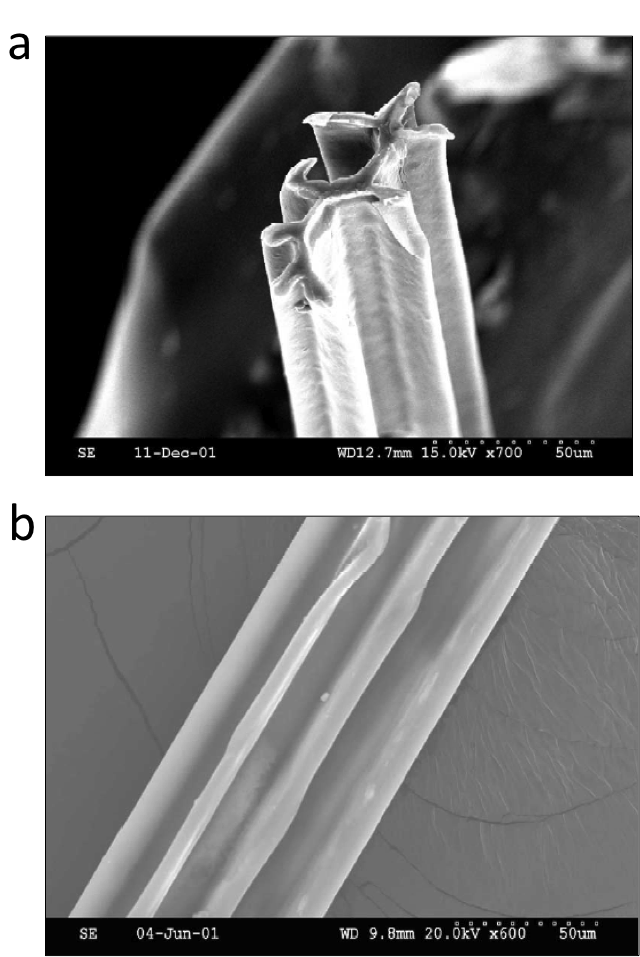 a
SE 11-Dec-01 WD12.7mm 15.0kV x700 50um
b
SE 04-Jun-01 WD 9.8mm 20.0kV x600 50um